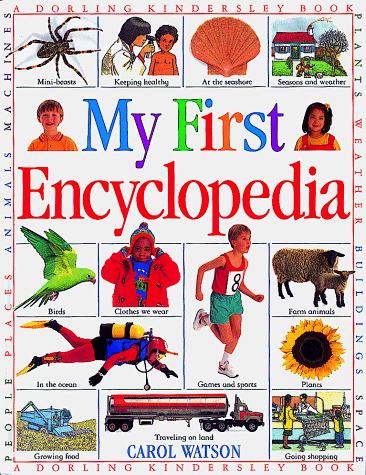 A DORLING KINDERSLEY BOOK
Mini-beasts
Keeping healthy
At the seashore
Seasons and weather
My First
Encyclopedia
Birds
Clothes we wear
8
Games and sports
Farm animals
In the ocean
Plants
Growing food
Traveling on land
Going shopping
CAROL WATSON
A DORLING KINDERSLEY BOOK
PEOPLE PLACES ANIMALS MACHINES
PLANTS WEATHER BUILDINGS SPACE